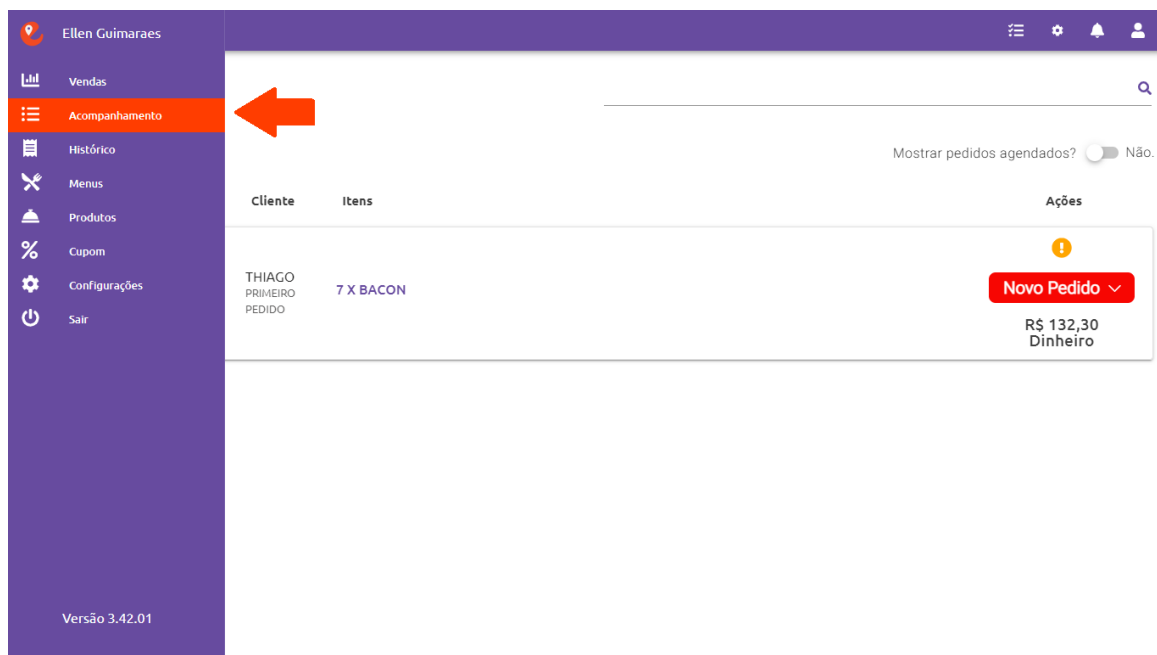 Ellen Guimaraes
Vendas
Acompanhamento
Histórico
Menus
Produtos
Cupom
Configurações
Sair
Versão 3.42.01
Mostrar pedidos agendados? Não.
Cliente Itens Ações
THIAGO
PRIMEIRO
PEDIDO
7 X BACON
Novo Pedido
R$ 132,30
Dinheiro